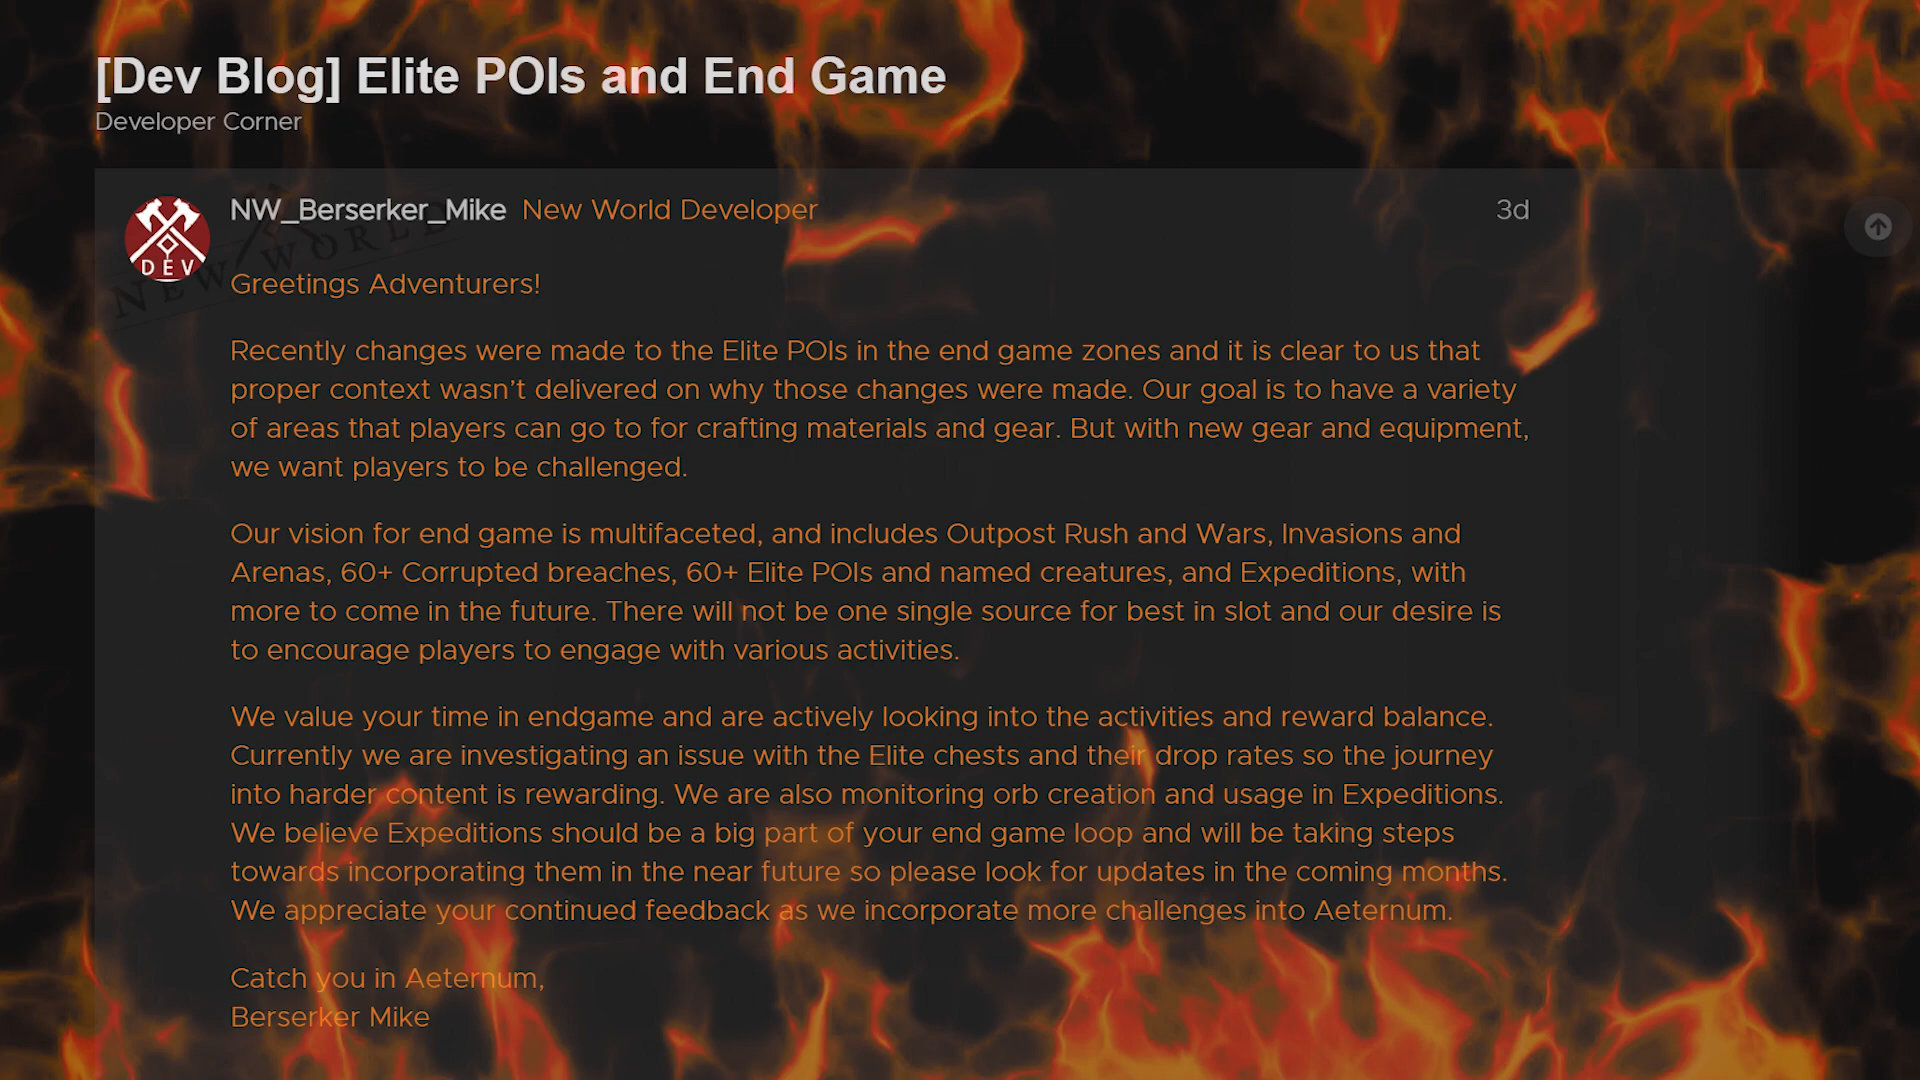 [Dev Blog] Elite POIs and End Game
Developer Corner
NW_Berserker_Mike New World Developer 3d
DEV
NEW WORLD
Greetings Adventurers!
Recently changes were made to the Elite POIs in the end game zones and it is clear to us that
proper context wasn’t delivered on why those changes were made. Our goal is to have a variety
of areas that players can go to for crafting materials and gear. But with new gear and equipment,
we want players to be challenged.
Our vision for end game is multifaceted, and includes Outpost Rush and Wars, Invasions and
Arenas, 60+ Corrupted breaches, 60+ Elite POIs and named creatures, and Expeditions, with
more to come in the future. There will not be one single source for best in slot and our desire is
to encourage players to engage with various activities.
We value your time in endgame and are actively looking into the activities and reward balance.
Currently we are investigating an issue with the Elite chests and their drop rates so the journey
into harder content is rewarding. We are also monitoring orb creation and usage in Expeditions.
We believe Expeditions should be a big part of your end game loop and will be taking steps
towards incorporating them in the near future so please look for updates in the coming months.
We appreciate your continued feedback as we incorporate more challenges into Aeternum.
Catch you in Aeternum,
Berserker Mike